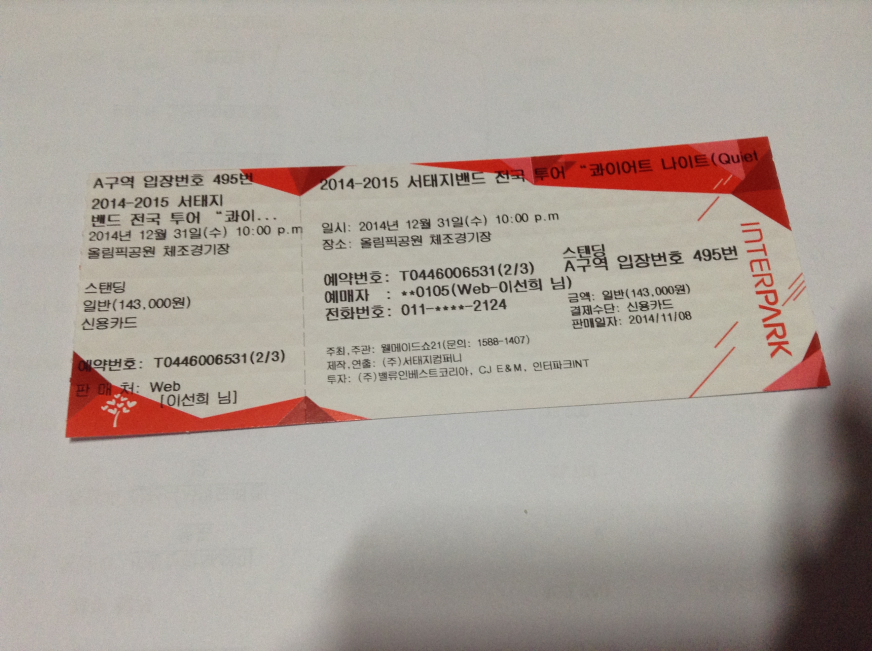 A구역 입장번호 495번
2014-2015 서태지
밴드 전국 투어 “콰이...
2014년 12월 31일(수) 10:00 p.m
올림픽공원 체조경기장
스탠딩
일반(143,000원)
신용카드
예약번호: T0446006531(2/3)
판 매 처: Web
[이선희 님]
2014-2015 서태지밴드 전국 투어 “콰이어트 나이트(Quiet
일시: 2014년 12월 31일(수) 10:00 p.m
장소: 올림픽공원 체조경기장
스탠딩
A구역 입장번호 495번
예약번호: T0446006531(2/3)
예매자 : **0105(Web-이선희 님)
전화번호: 011-****-2124
금액: 일반(143,000원)
결제수단: 신용카드
판매일자: 2014/11/08
주최,주관: 웰메이드쇼21(문의: 1588-1407)
제작,연출: (주)서태지컴퍼니
투자: (주)밸류인베스트코리아, CJ E&M, 인터파크INT
INTERPARK